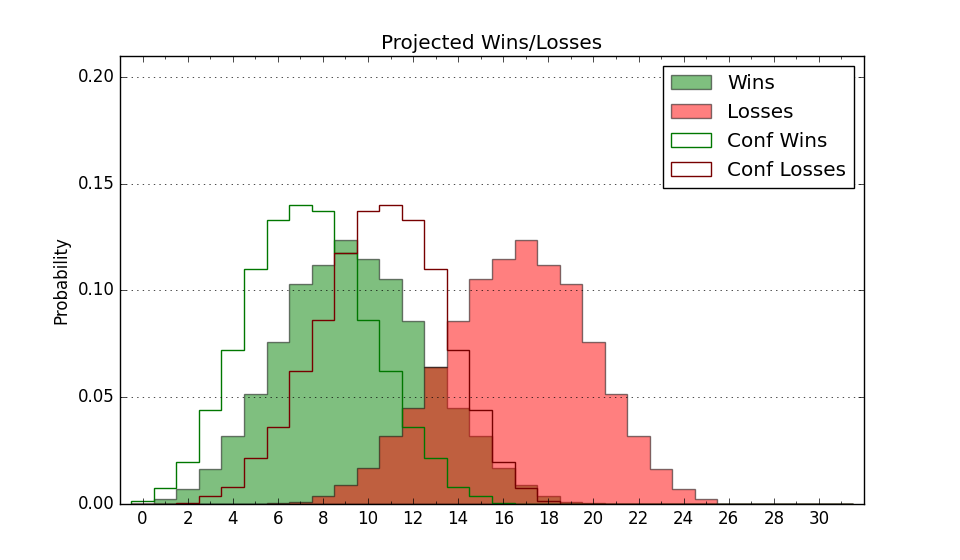 Projected Wins/Losses
0.20
0.15
0.10
0.05
0.00
Probability
Wins
Losses
Conf Wins
Conf Losses
0 2 4 6 8 10 12 14 16 18 20 22 24 26 28 30